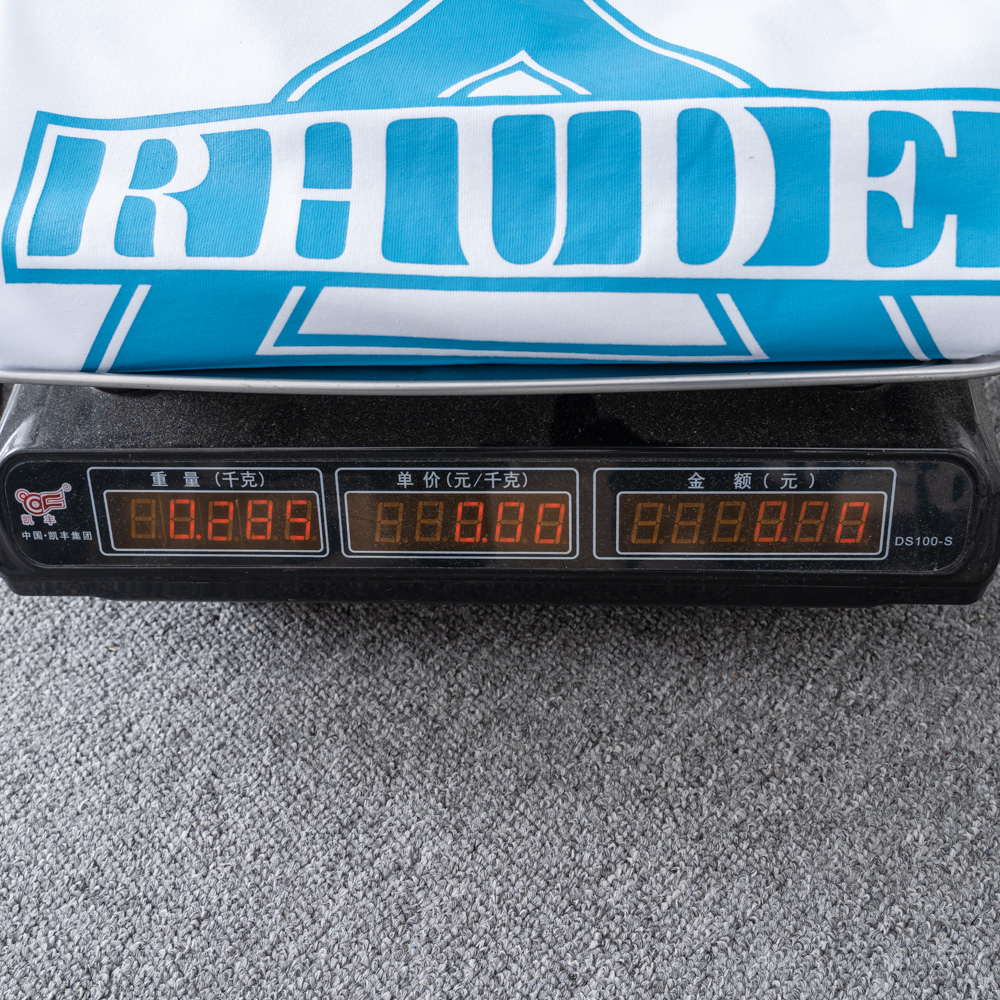 RHUDE
重量(千克)
单价(元/千克)
金额(元)
0.285
0.00
0.00
凯丰
中国·凯丰集团
DS100-S